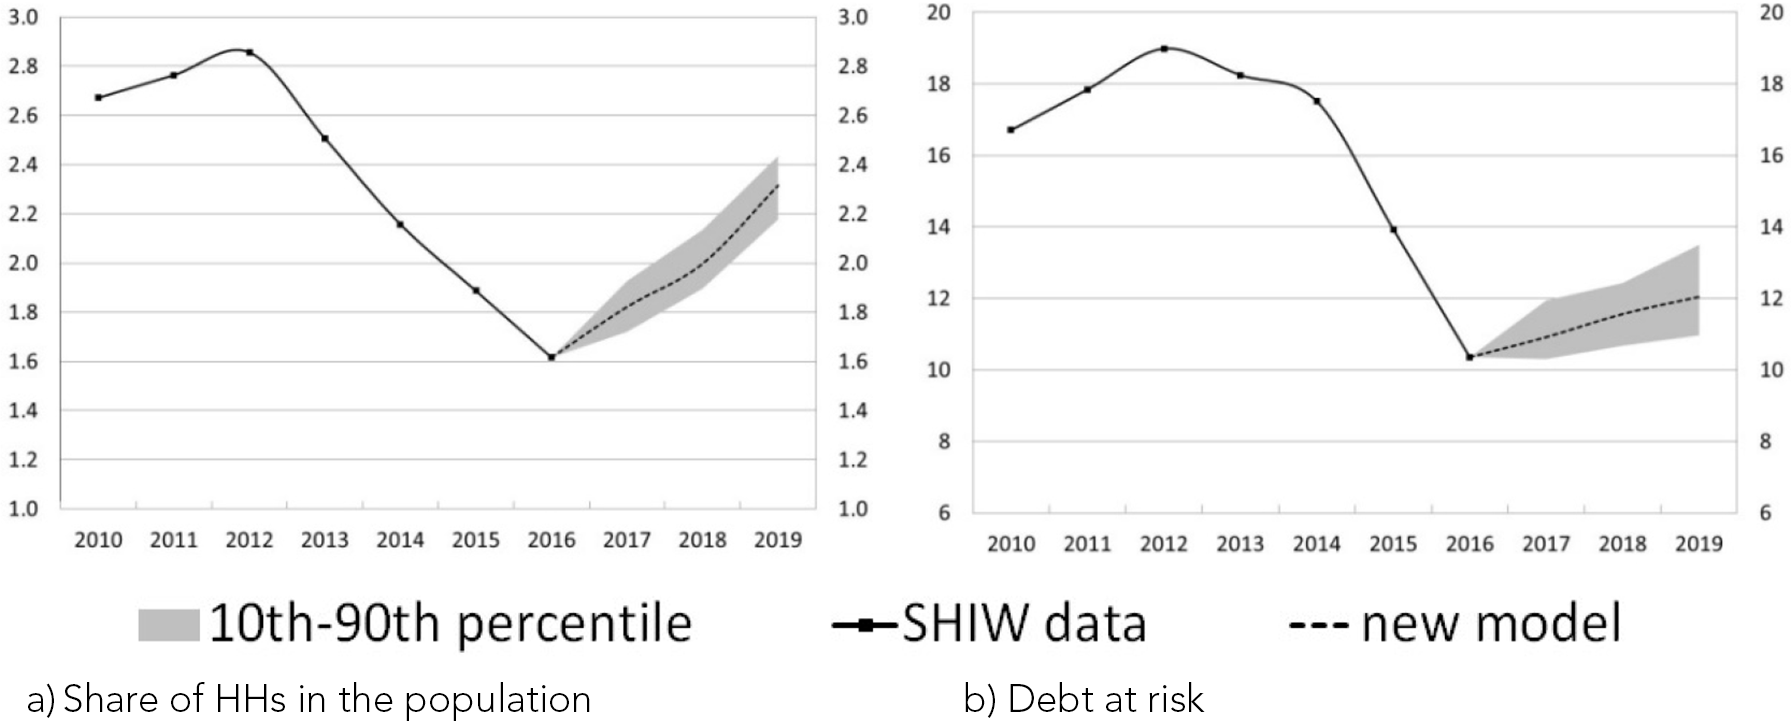 3.0 3.0 20 20
2.8 2.8 18 18
2.6 2.6
2.4 2.4 16 16
2.2 2.2 14 14
2.0 2.0
1.8 1.8 12 12
1.6 1.6 10 10
1.4 1.4
1.2 1.2 8 8
1.0 1.0 6 6
2010 2011 2012 2013 2014 2015 2016 2017 2018 2019 2010 2011 2012 2013 2014 2015 2016 2017 2018 2019
10th-90th percentile SHIW data new model
a) Share of HHs in the population b) Debt at risk